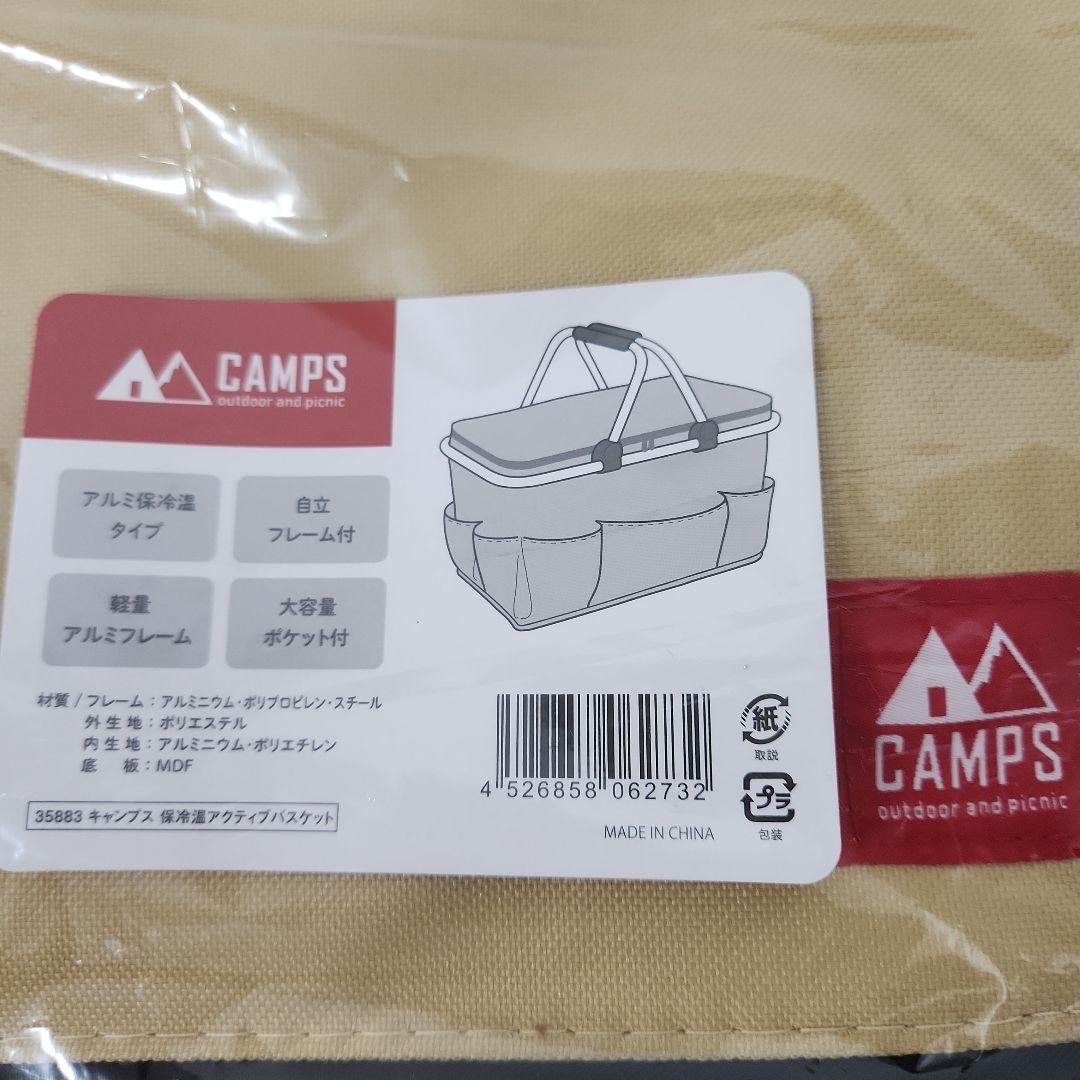 CAMPS
outdoor and picnic
アルミ保冷温
タイプ
自立
フレーム付
軽量
アルミフレーム
大容量
ポケット付
材質/フレーム:アルミニウム・ポリプロピレン・スチール
外生地:ポリエステル
内生地:アルミニウム・ポリエチレン
底板:MDF
35883 キャンプス 保冷温アクティブバスケット
4 526858 062732
MADE IN CHINA
紙
取説
プラ
包装
CAMPS
outdoor and picnic